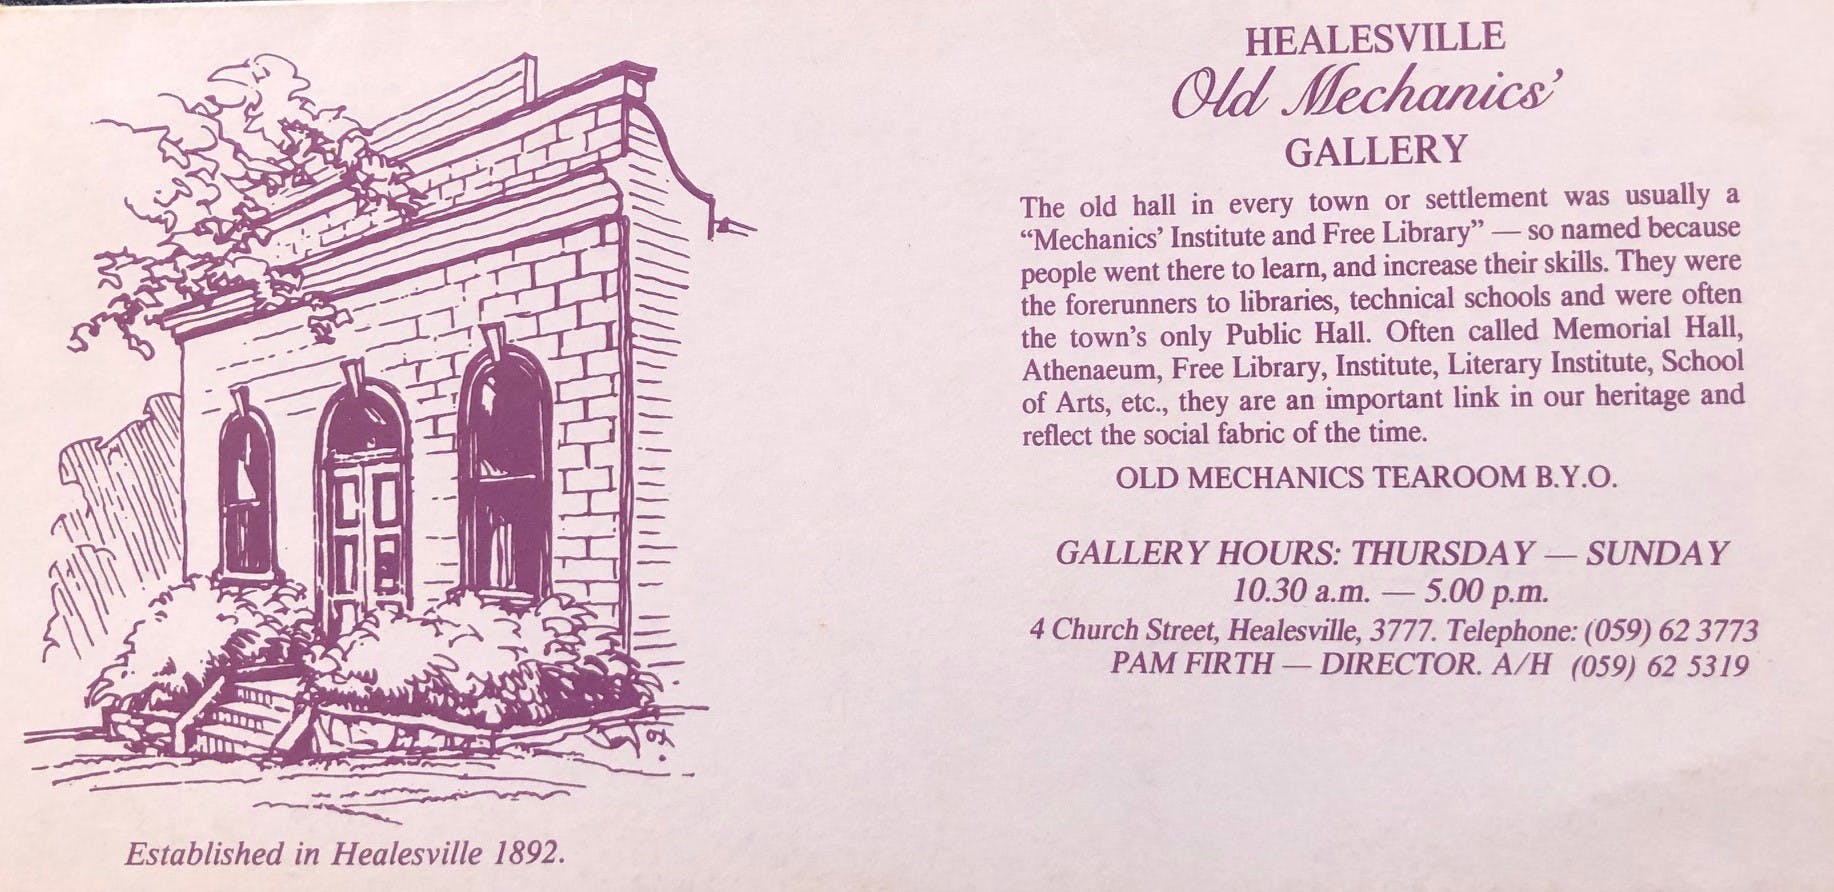 HEALESVILLE
Old Mechanics'
GALLERY
The old hall in every town or settlement was usually a
“Mechanics’ Institute and Free Library” — so named because
people went there to learn, and increase their skills. They were
the forerunners to libraries, technical schools and were often
the town’s only Public Hall. Often called Memorial Hall,
Athenaeum, Free Library, Institute, Literary Institute, School
of Arts, etc., they are an important link in our heritage and
reflect the social fabric of the time.
OLD MECHANICS TEAROOM B.Y.O.
GALLERY HOURS: THURSDAY — SUNDAY
10.30 a.m. — 5.00 p.m.
4 Church Street, Healesville, 3777. Telephone: (059) 62 3773
PAM FIRTH — DIRECTOR. A/H (059) 62 5319
Established in Healesville 1892.